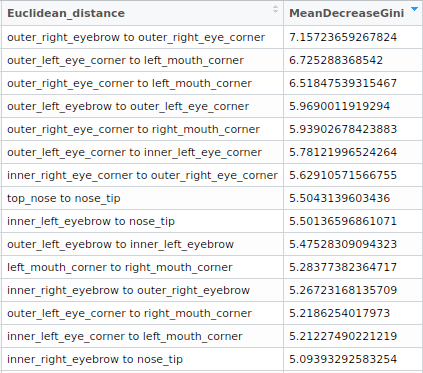 Euclidean_distance MeanDecreaseGini
outer_right_eyebrow to outer_right_eye_corner 7.15723659267824
outer_left_eye_corner to left_mouth_corner 6.725288368542
outer_right_eye_corner to left_mouth_corner 6.51847539315467
outer_left_eyebrow to outer_left_eye_corner 5.9690011919294
outer_right_eye_corner to right_mouth_corner 5.93902678423883
outer_left_eye_corner to inner_left_eye_corner 5.78121996524264
inner_right_eye_corner to outer_right_eye_corner 5.62910571566755
top_nose to nose_tip 5.5043139603436
inner_left_eyebrow to nose_tip 5.50136596861071
outer_left_eyebrow to inner_left_eyebrow 5.47528309094323
left_mouth_corner to right_mouth_corner 5.28377382364717
inner_right_eyebrow to outer_right_eyebrow 5.26723168135709
outer_left_eye_corner to right_mouth_corner 5.2186254017973
inner_left_eye_corner to left_mouth_corner 5.21227490221219
inner_right_eyebrow to nose_tip 5.09393292583254